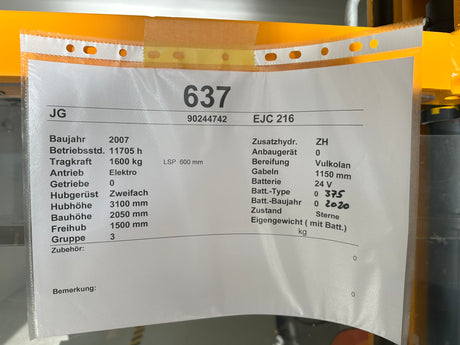 637
JG 90244742 EJC 216
Baujahr 2007
Betriebsstd. 11705 h
Tragkraft 1600 kg LSP 600 mm
Antrieb Elektro
Getriebe 0
Hubgerüst Zweifach
Hubhöhe 3100 mm
Bauhöhe 2050 mm
Freihub 1500 mm
Gruppe 3
Zubehör:
Zusatzhydr. ZH
Anbaugerät 0
Bereifung Vulkolan
Gabeln 1150 mm
Batterie 24 V
Batt.-Type 0 375
Batt.-Baujahr 0 2020
Zustand Sterne
Eigengewicht ( mit Batt.)
kg
0
Bemerkung: 0